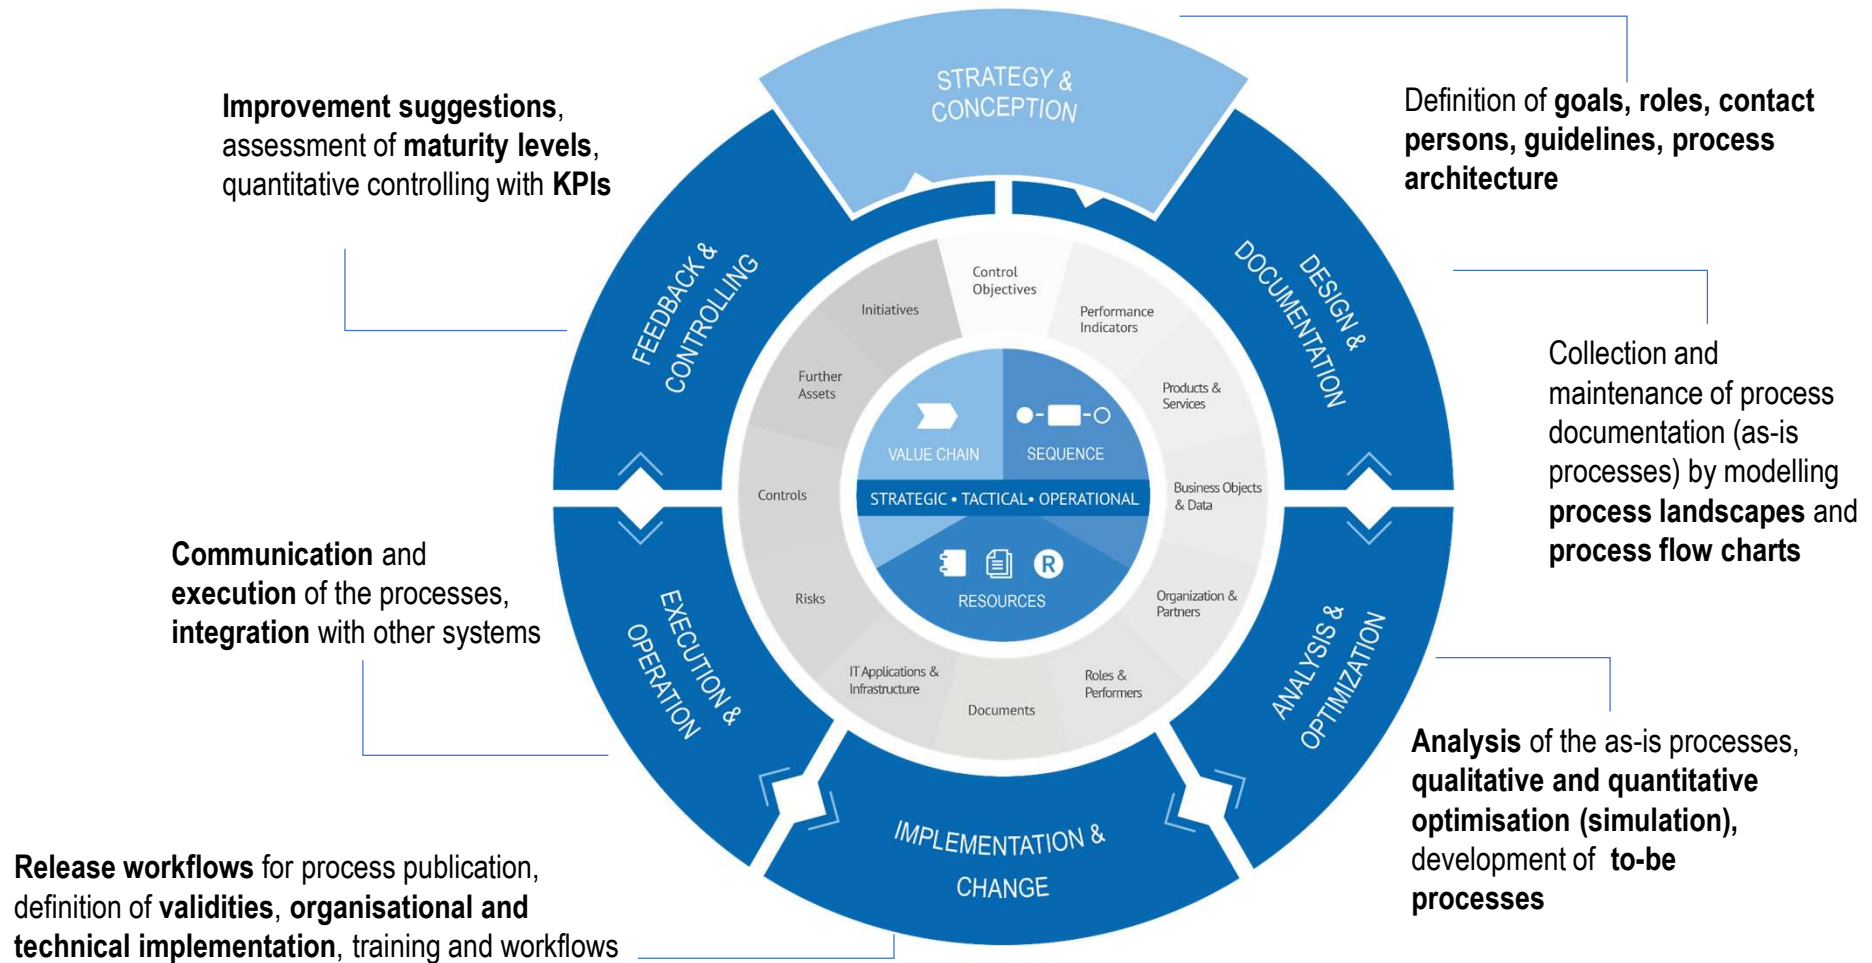 STRATEGY &
CONCEPTION
Definition of goals, roles, contact
persons, guidelines, process
architecture
DESIGN &
DOCUMENTATION
Collection and
maintenance of process
documentation (as-is
processes) by modelling
process landscapes and
process flow charts
ANALYSIS &
OPTIMIZATION
Analysis of the as-is processes,
qualitative and quantitative
optimisation (simulation),
development of to-be
processes
IMPLEMENTATION &
CHANGE
Release workflows for process publication,
definition of validities, organisational and
technical implementation, training and workflows
EXECUTION &
OPERATION
Communication and
execution of the processes,
integration with other systems
FEEDBACK &
CONTROLLING
Improvement suggestions,
assessment of maturity levels,
quantitative controlling with KPIs
Control
Objectives
Performance
Indicators
Products &
Services
Business Objects
& Data
Organization &
Partners
Roles &
Performers
Documents
IT Applications &
Infrastructure
Risks
Controls
Further
Assets
Initiatives
VALUE CHAIN
SEQUENCE
STRATEGIC • TACTICAL• OPERATIONAL
R
RESOURCES